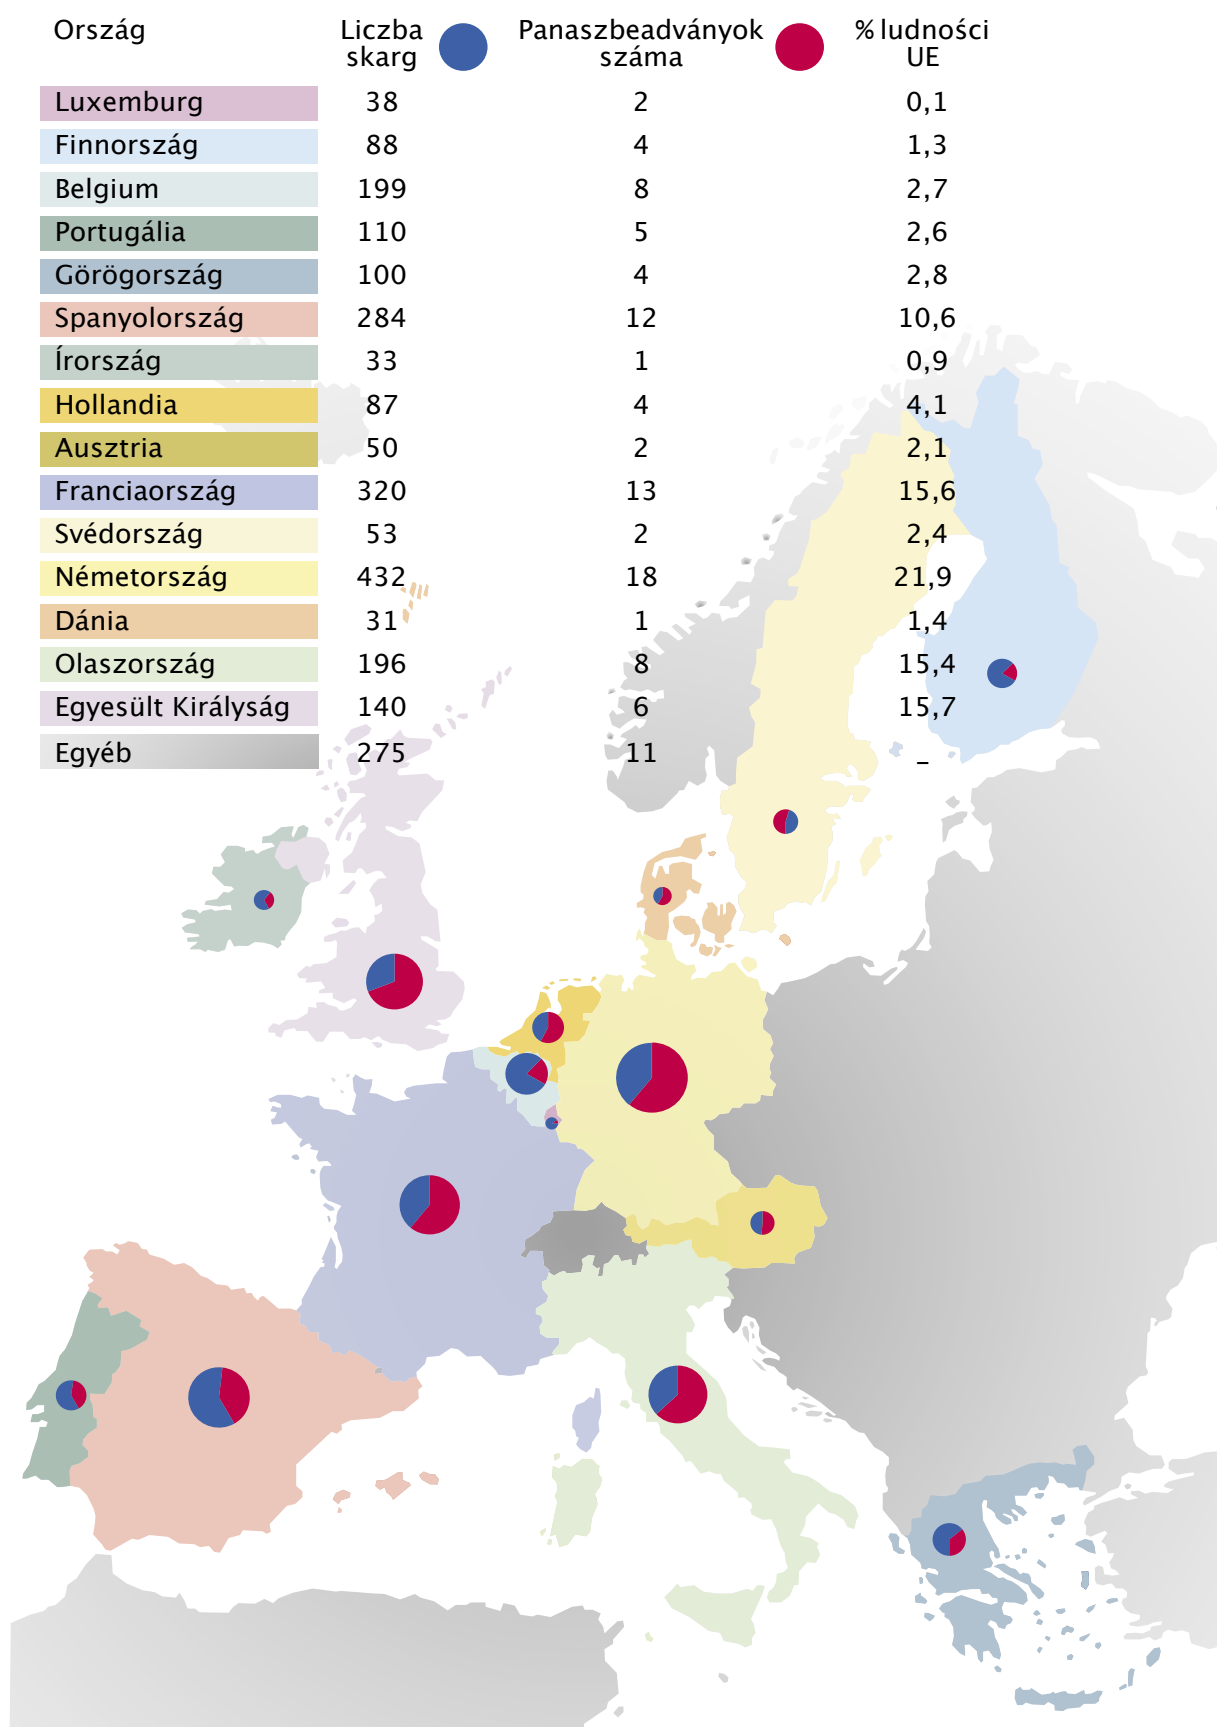 Ország Liczba skarg Panaszbeadványok száma % ludności UE
Luxemburg 38 2 0,1
Finnország 88 4 1,3
Belgium 199 8 2,7
Portugália 110 5 2,6
Görögország 100 4 2,8
Spanyolország 284 12 10,6
Írország 33 1 0,9
Hollandia 87 4 4,1
Ausztria 50 2 2,1
Franciaország 320 13 15,6
Svédország 53 2 2,4
Németország 432 18 21,9
Dánia 31 1 1,4
Olaszország 196 8 15,4
Egyesült Királyság 140 6 15,7
Egyéb 275 11 –